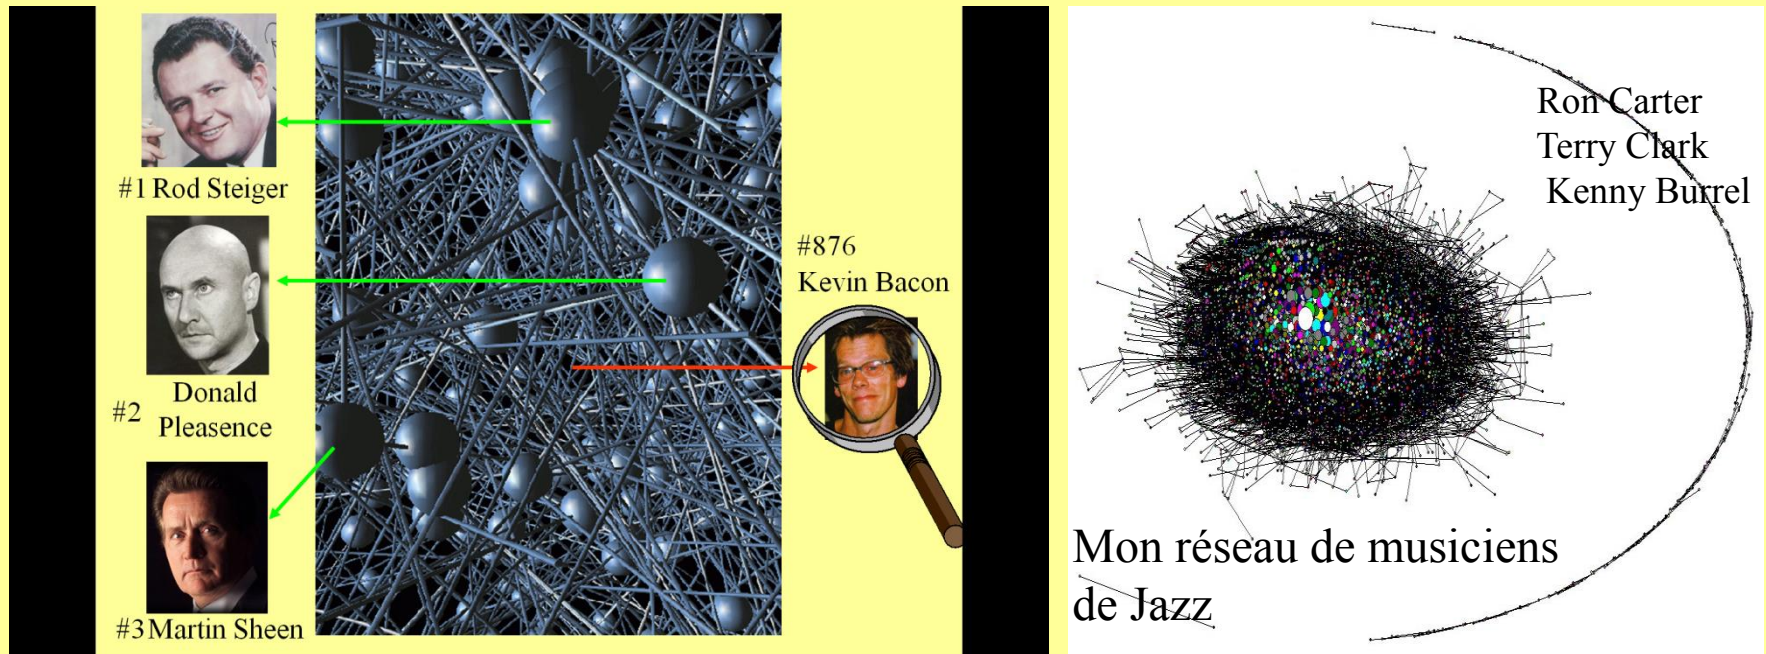 #1 Rod Steiger
#2
Donald
Pleasence
#3 Martin Sheen
#876
Kevin Bacon
Ron Carter
Terry Clark
Kenny Burrel
Mon réseau de musiciens
de Jazz